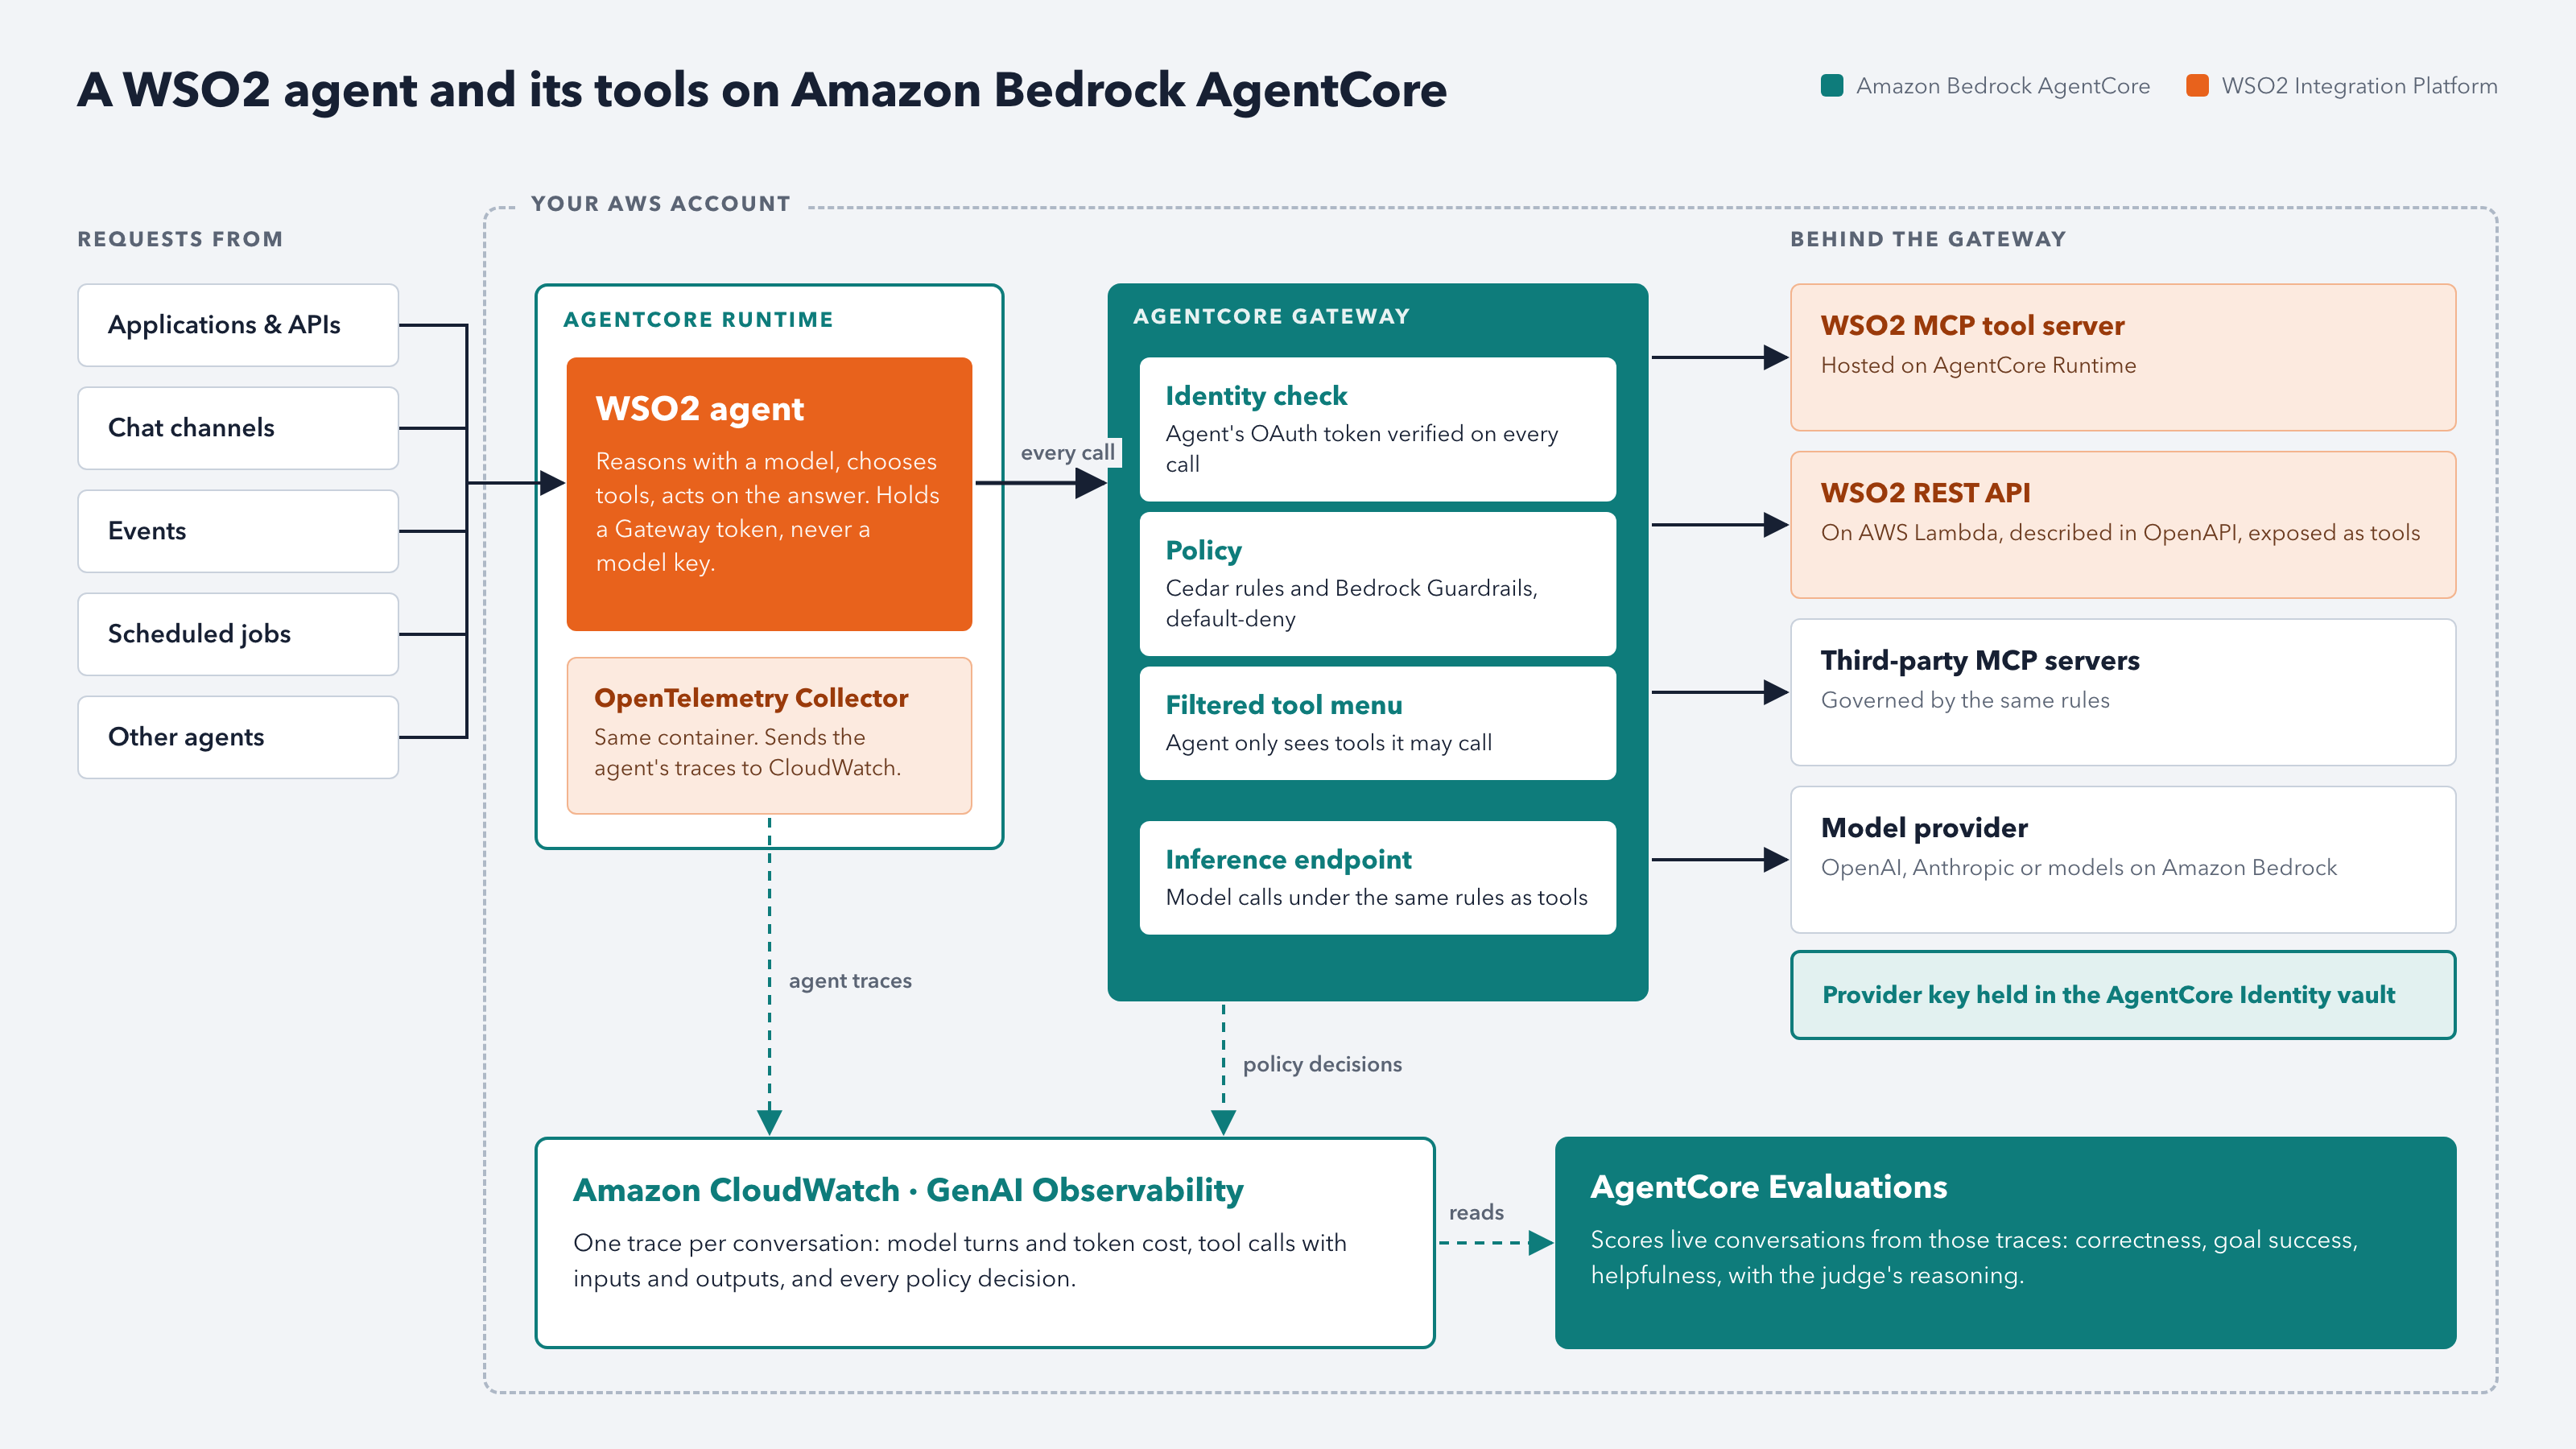 A WSO2 agent and its tools on Amazon Bedrock AgentCore
Amazon Bedrock AgentCore
WSO2 Integration Platform
YOUR AWS ACCOUNT
REQUESTS FROM
Applications & APIs
Chat channels
Events
Scheduled jobs
Other agents
AGENTCORE RUNTIME
WSO2 agent
Reasons with a model, chooses
tools, acts on the answer. Holds
a Gateway token, never a
model key.
OpenTelemetry Collector
Same container. Sends the
agent's traces to CloudWatch.
every call
AGENTCORE GATEWAY
Identity check
Agent's OAuth token verified on every
call
Policy
Cedar rules and Bedrock Guardrails,
default-deny
Filtered tool menu
Agent only sees tools it may call
Inference endpoint
Model calls under the same rules as tools
BEHIND THE GATEWAY
WSO2 MCP tool server
Hosted on AgentCore Runtime
WSO2 REST API
On AWS Lambda, described in OpenAPI, exposed as tools
Third-party MCP servers
Governed by the same rules
Model provider
OpenAI, Anthropic or models on Amazon Bedrock
Provider key held in the AgentCore Identity vault
agent traces
policy decisions
Amazon CloudWatch · GenAI Observability
One trace per conversation: model turns and token cost, tool calls with
inputs and outputs, and every policy decision.
reads
AgentCore Evaluations
Scores live conversations from those traces: correctness, goal success,
helpfulness, with the judge's reasoning.